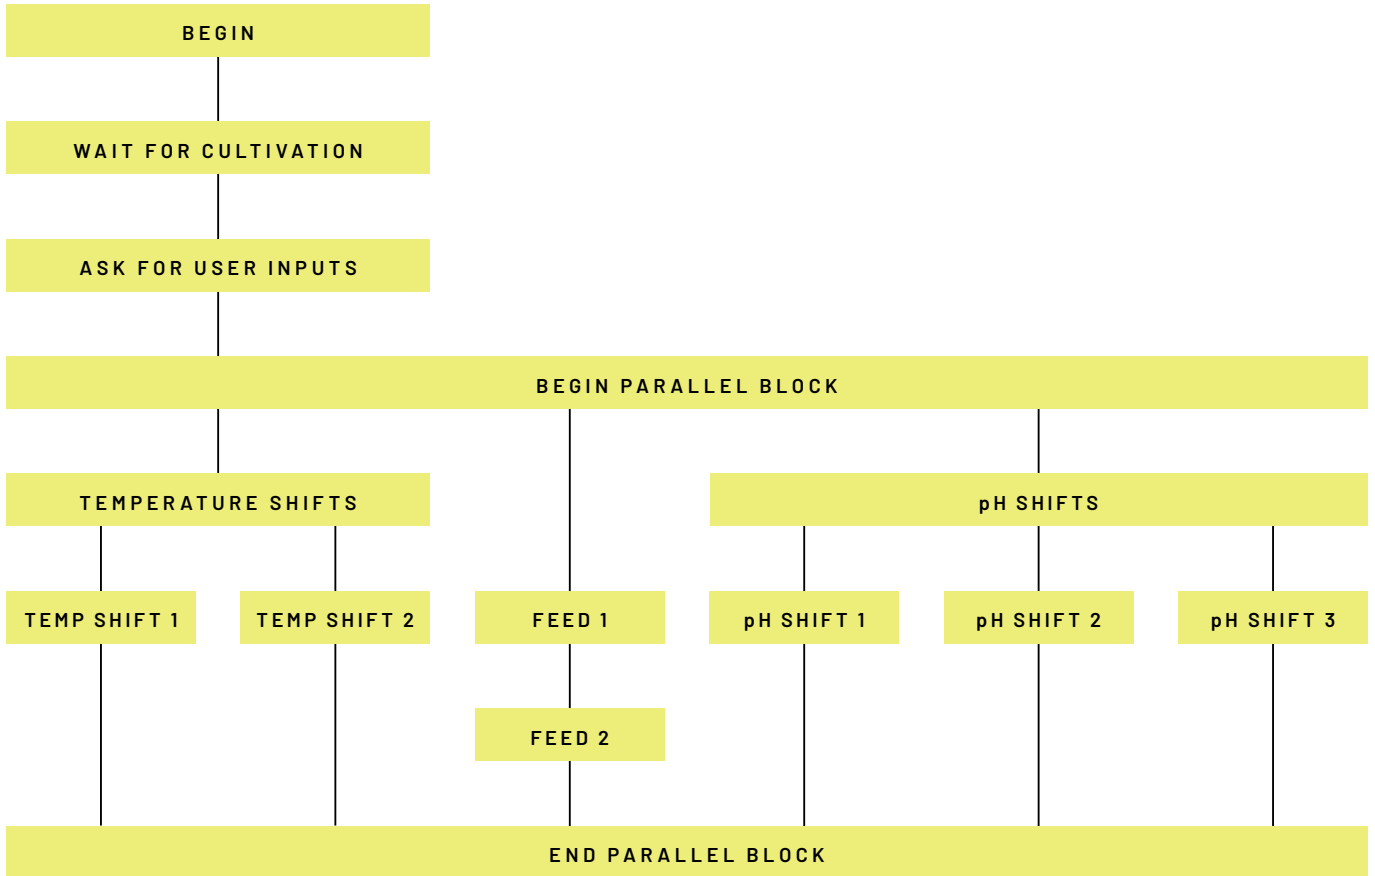 BEGIN
WAIT FOR CULTIVATION
ASK FOR USER INPUTS
BEGIN PARALLEL BLOCK
TEMPERATURE SHIFTS
pH SHIFTS
TEMP SHIFT 1
TEMP SHIFT 2
FEED 1
pH SHIFT 1
pH SHIFT 2
pH SHIFT 3
FEED 2
END PARALLEL BLOCK